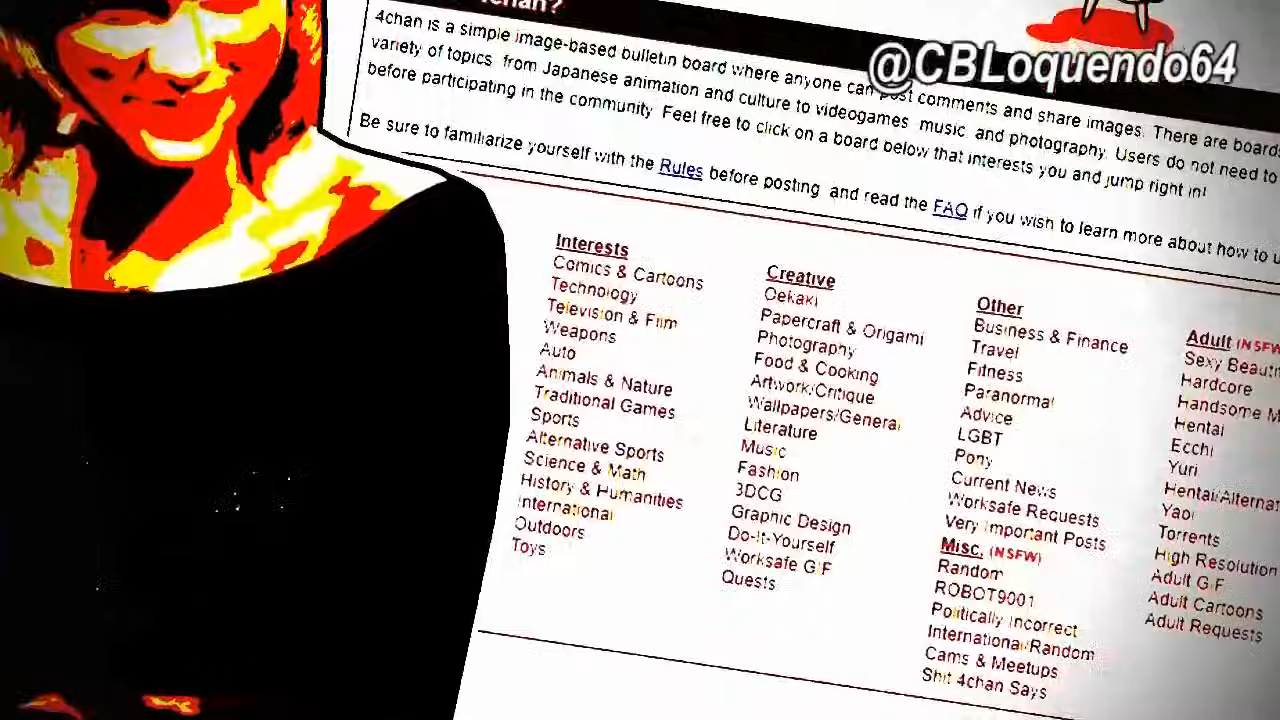 chan?
@CBLoquendo64
4chan is a simple image-based bulletin board where anyone can post comments and share images. There are boards
variety of topics, from Japanese animation and culture to videogames, music, and photography. Users do not need to
before participating in the community. Feel free to click on a board below that interests you and jump right in!
Be sure to familiarize yourself with the Rules before posting, and read the FAQ if you wish to learn more about how to u
Interests
Comics & Cartoons
Technology
Television & Film
Weapons
Auto
Animals & Nature
Traditional Games
Sports
Alternative Sports
Science & Math
History & Humanities
International
Outdoors
Toys
Creative
Oekaki
Papercraft & Origami
Photography
Food & Cooking
Artwork/Critique
Wallpapers/General
Literature
Music
Fashion
3DCG
Graphic Design
Do-It-Yourself
Worksafe GIF
Quests
Other
Business & Finance
Travel
Fitness
Paranormal
Advice
LGBT
Pony
Current News
Worksafe Requests
Very Important Posts
Misc. (NSFW)
Random
ROBOT9001
Politically Incorrect
International/Random
Cams & Meetups
Shit 4chan Says
Adult (NSFW
Sexy Beauti
Hardcore
Handsome M
Hentai
Ecchi
Yuri
Hentai/Alternat
Yaoi
Torrents
High Resolution
Adult GIF
Adult Cartoons
Adult Requests